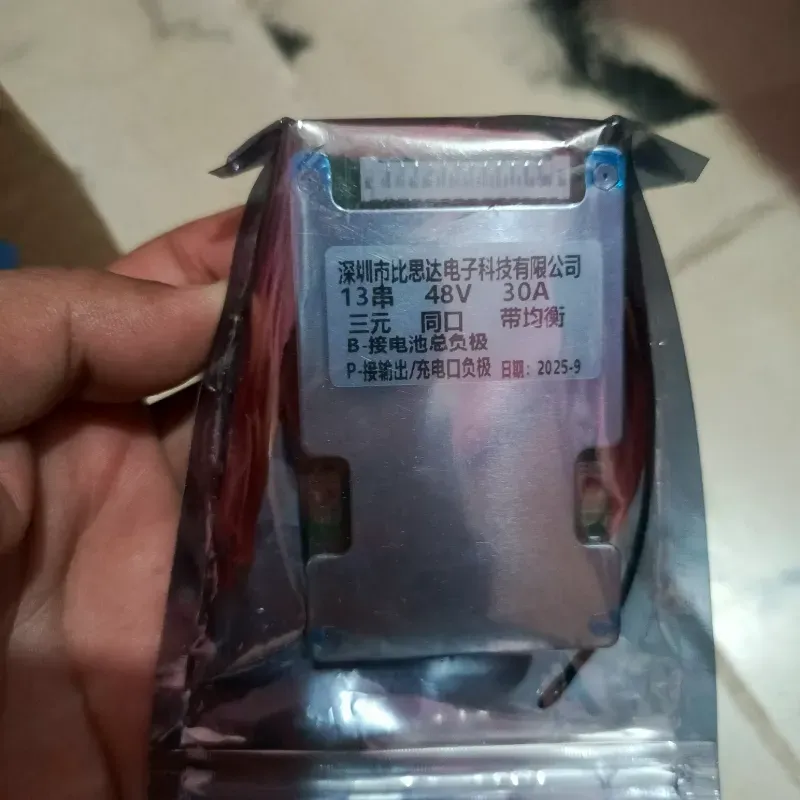 深圳市比思达电子科技有限公司
13串 48V 30A
三元 同口 带均衡
B-接电池总负极
P-接输出/充电口负极 日期：2025-9